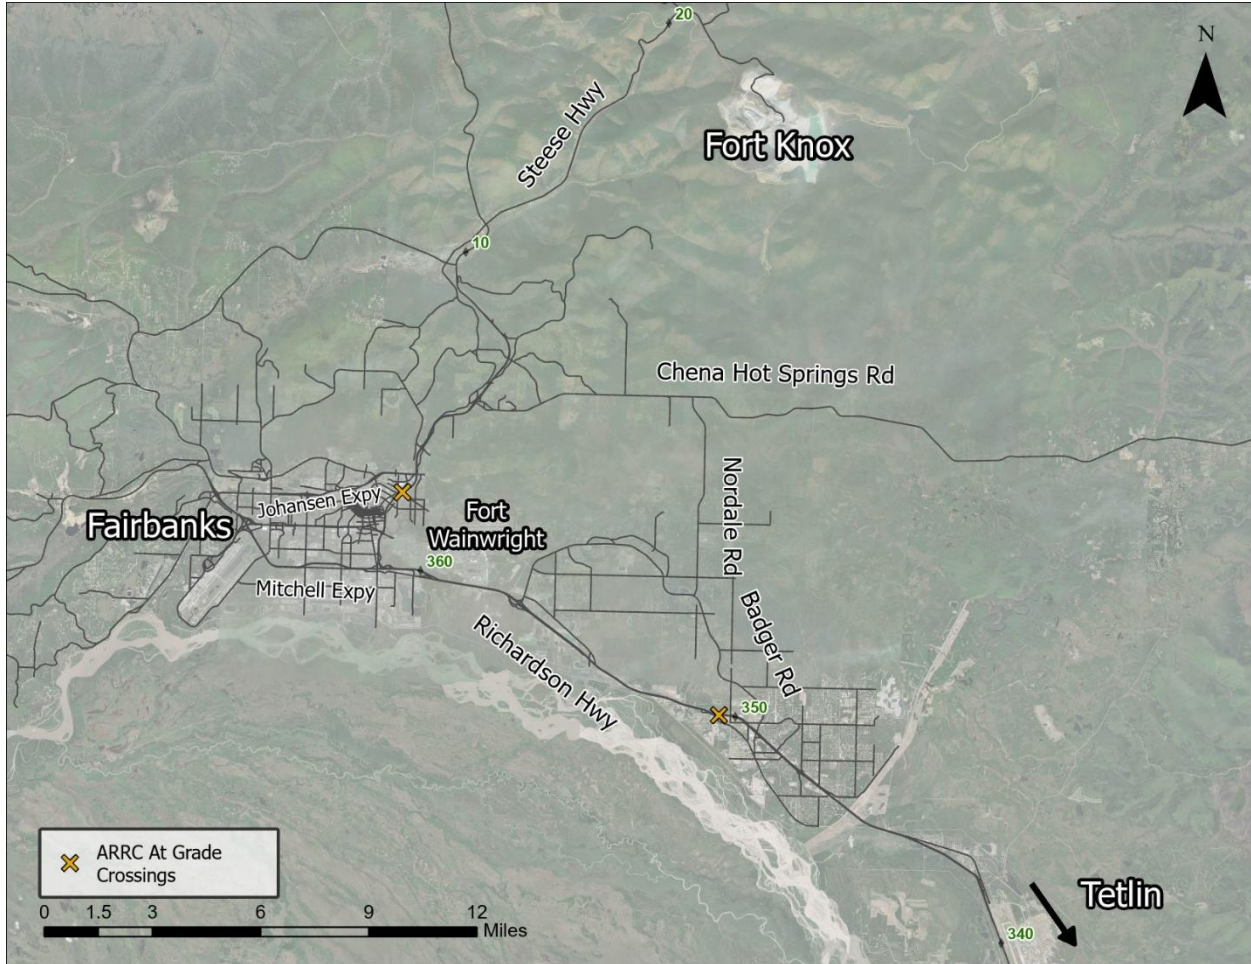 20
N
Steese Hwy
Fort Knox
10
Chena Hot Springs Rd
Nordale Rd
Johansen Expy
Fairbanks
Fort
Wainwright
360
Mitchell Expy
Badger Rd
Richardson Hwy
350
ARRC At Grade
Crossings
Tetlin
0 1.5 3 6 9 12
Miles
340